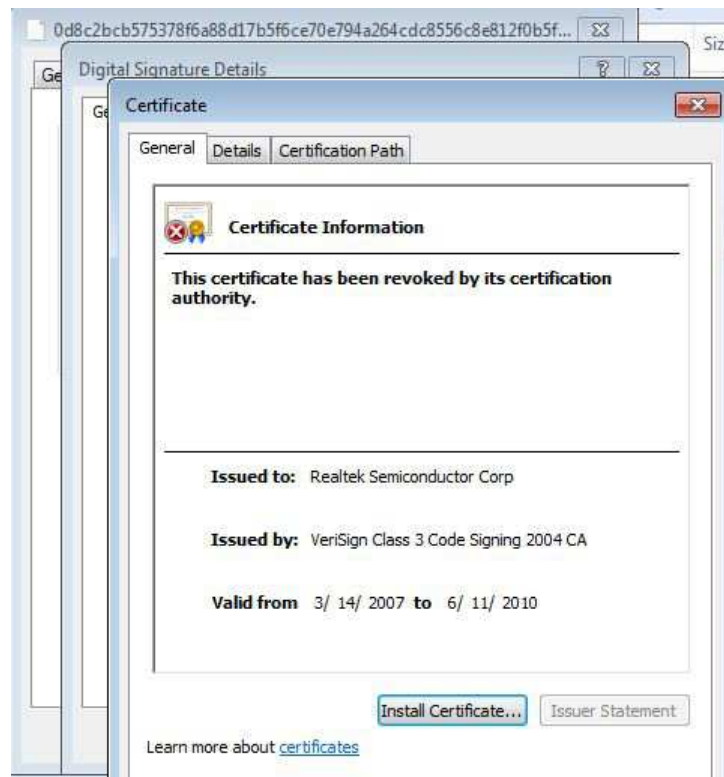 0d8c2bcb575378f6a88d17b5f6ce70e794a264cdc8556c8e812f0b5f...
Siz
Ge
Digital Signature Details
Ge
Certificate
General Details Certification Path
Certificate Information
This certificate has been revoked by its certification
authority.
Issued to: Realtek Semiconductor Corp
Issued by: VeriSign Class 3 Code Signing 2004 CA
Valid from 3/ 14/ 2007 to 6/ 11/ 2010
Install Certificate... Issuer Statement
Learn more about certificates